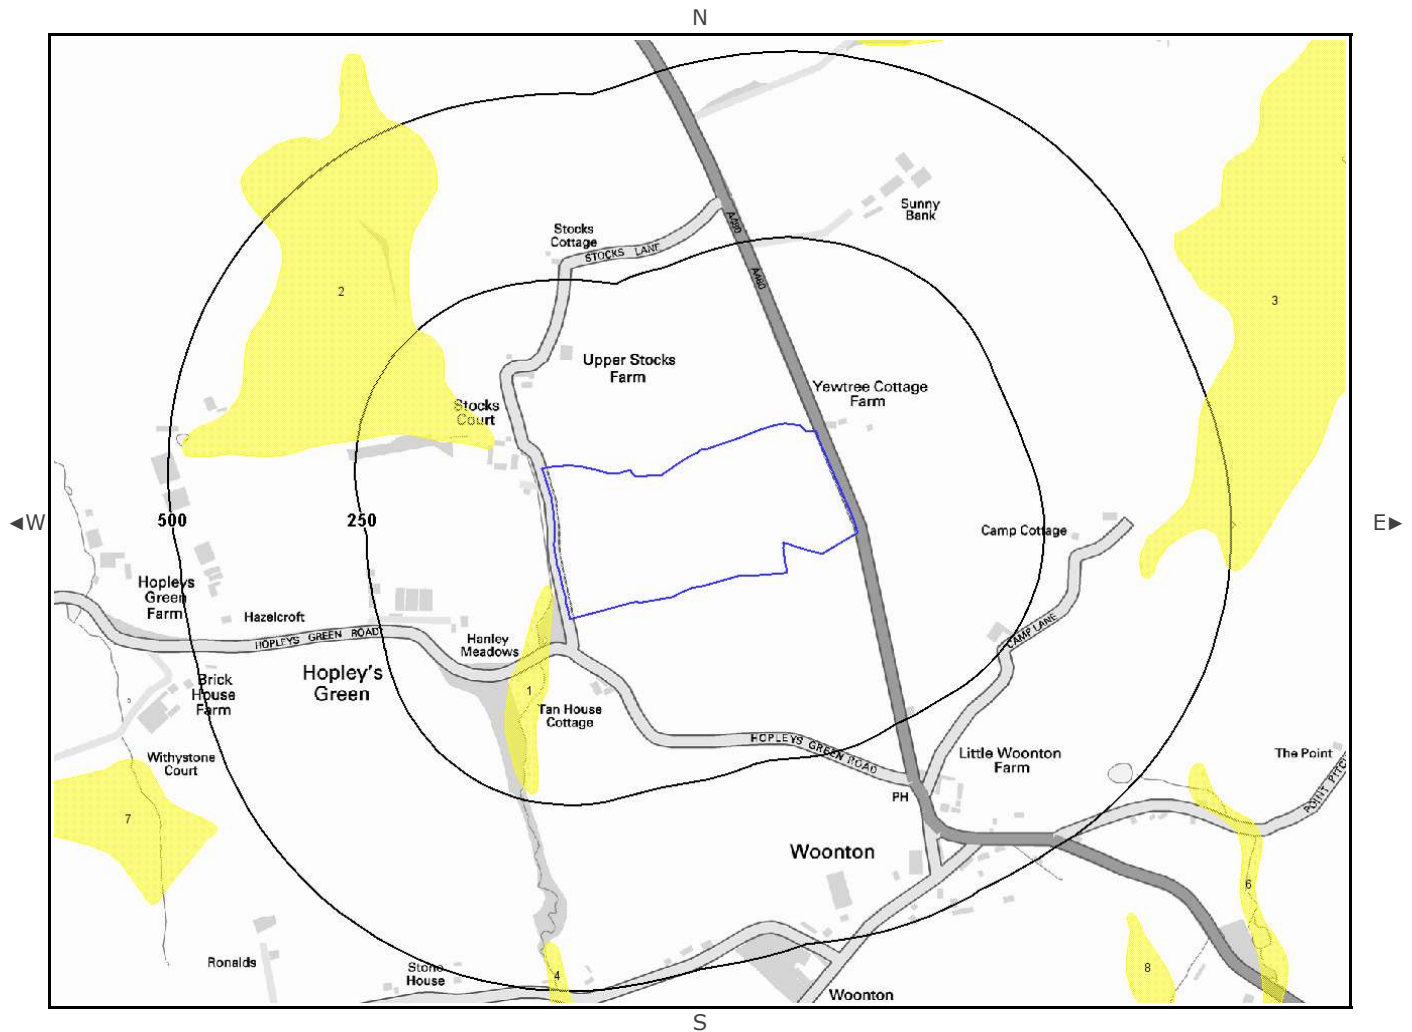 N
A480
Sunny
Bank
Stocks
Cottage
STOCKS LANE
A480
2
3
Upper Stocks
Farm
Yewtree Cottage
Farm
Stocks
Court
◄W
500
250
Camp Cottage
E►
Hopleys
Green
Farm
Hazelcroft
HOPLEYS GREEN ROAD
Hanley
Meadows
CAMP LANE
Hopley's
Green
Brick
House
Farm
1
Tan House
Cottage
HOPLEYS GREEN ROAD
Withystone
Court
Little Woonton
Farm
The Point
POINT PITCH
PH
7
Woonton
6
Ronalds
Stone
House
4
8
Woonton
S